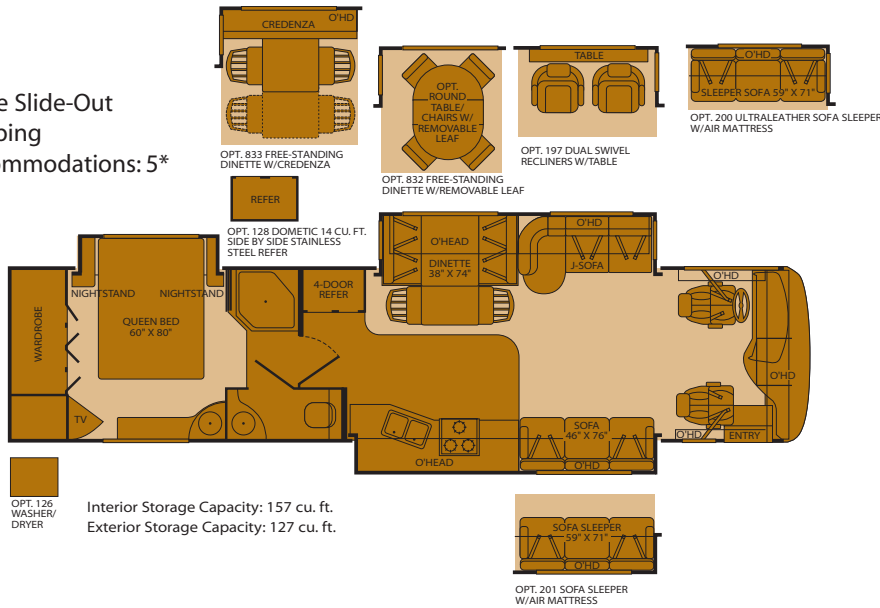 CREDENZA
O'HD
OPT. 833 FREE-STANDING
DINETTE W/CREDENZA
OPT.
ROUND
TABLE/
CHAIRS W/
REMOVABLE
LEAF
OPT. 832 FREE-STANDING
DINETTE W/REMOVABLE LEAF
TABLE
OPT. 197 DUAL SWIVEL
RECLINERS W/TABLE
O'HD
SLEEPER SOFA 59" X 71"
OPT. 200 ULTRALEATHER SOFA SLEEPER
W/AIR MATTRESS
e Slide-Out
ping
ommodations: 5*
REFER
OPT. 128 DOMETIC 14 CU. FT.
SIDE BY SIDE STAINLESS
STEEL REFER
WARDROBE
NIGHTSTAND
NIGHTSTAND
QUEEN BED
60" X 80"
TV
4-DOOR
REFER
O'HEAD
DINETTE
38" X 74"
O'HD
J-SOFA
O'HD
O'HD
O'HEAD
SOFA
46" X 76"
O'HD
O'HD
ENTRY
OPT. 126
WASHER/
DRYER
Interior Storage Capacity: 157 cu. ft.
Exterior Storage Capacity: 127 cu. ft.
SOFA SLEEPER
59" X 71"
O'HD
OPT. 201 SOFA SLEEPER
W/AIR MATTRESS